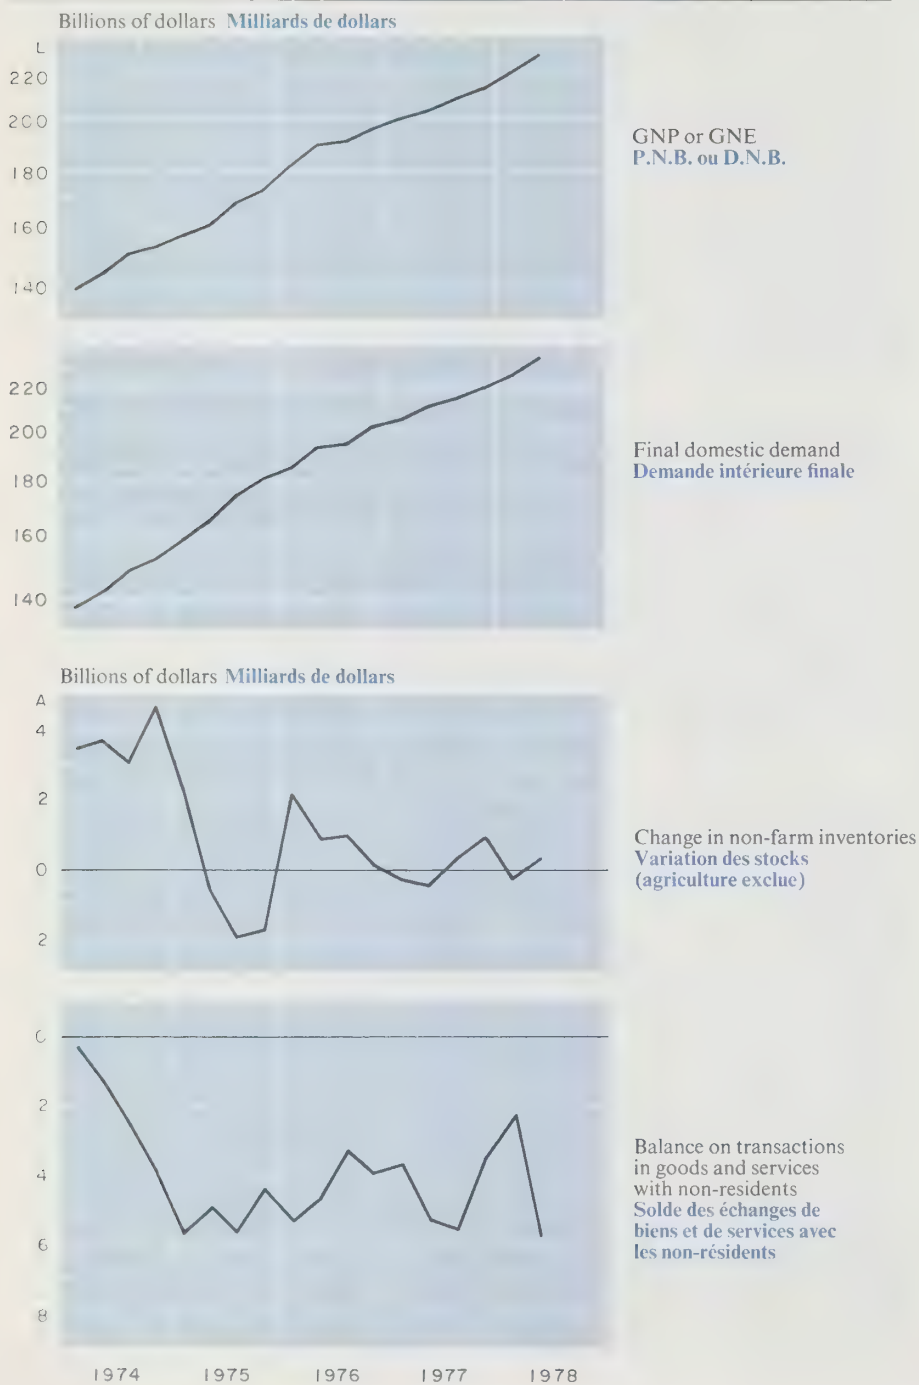 Billions of dollars Milliards de dollars
L
220
200
180
160
140
GNP or GNE
P.N.B. ou D.N.B.
220
200
180
160
140
Final domestic demand
Demande intérieure finale
Billions of dollars Milliards de dollars
A
4
2
0
2
Change in non-farm inventories
Variation des stocks
(agriculture exclue)
0
2
4
6
8
Balance on transactions
in goods and services
with non-residents
Solde des échanges de
biens et de services avec
les non-résidents
1974 1975 1976 1977 1978